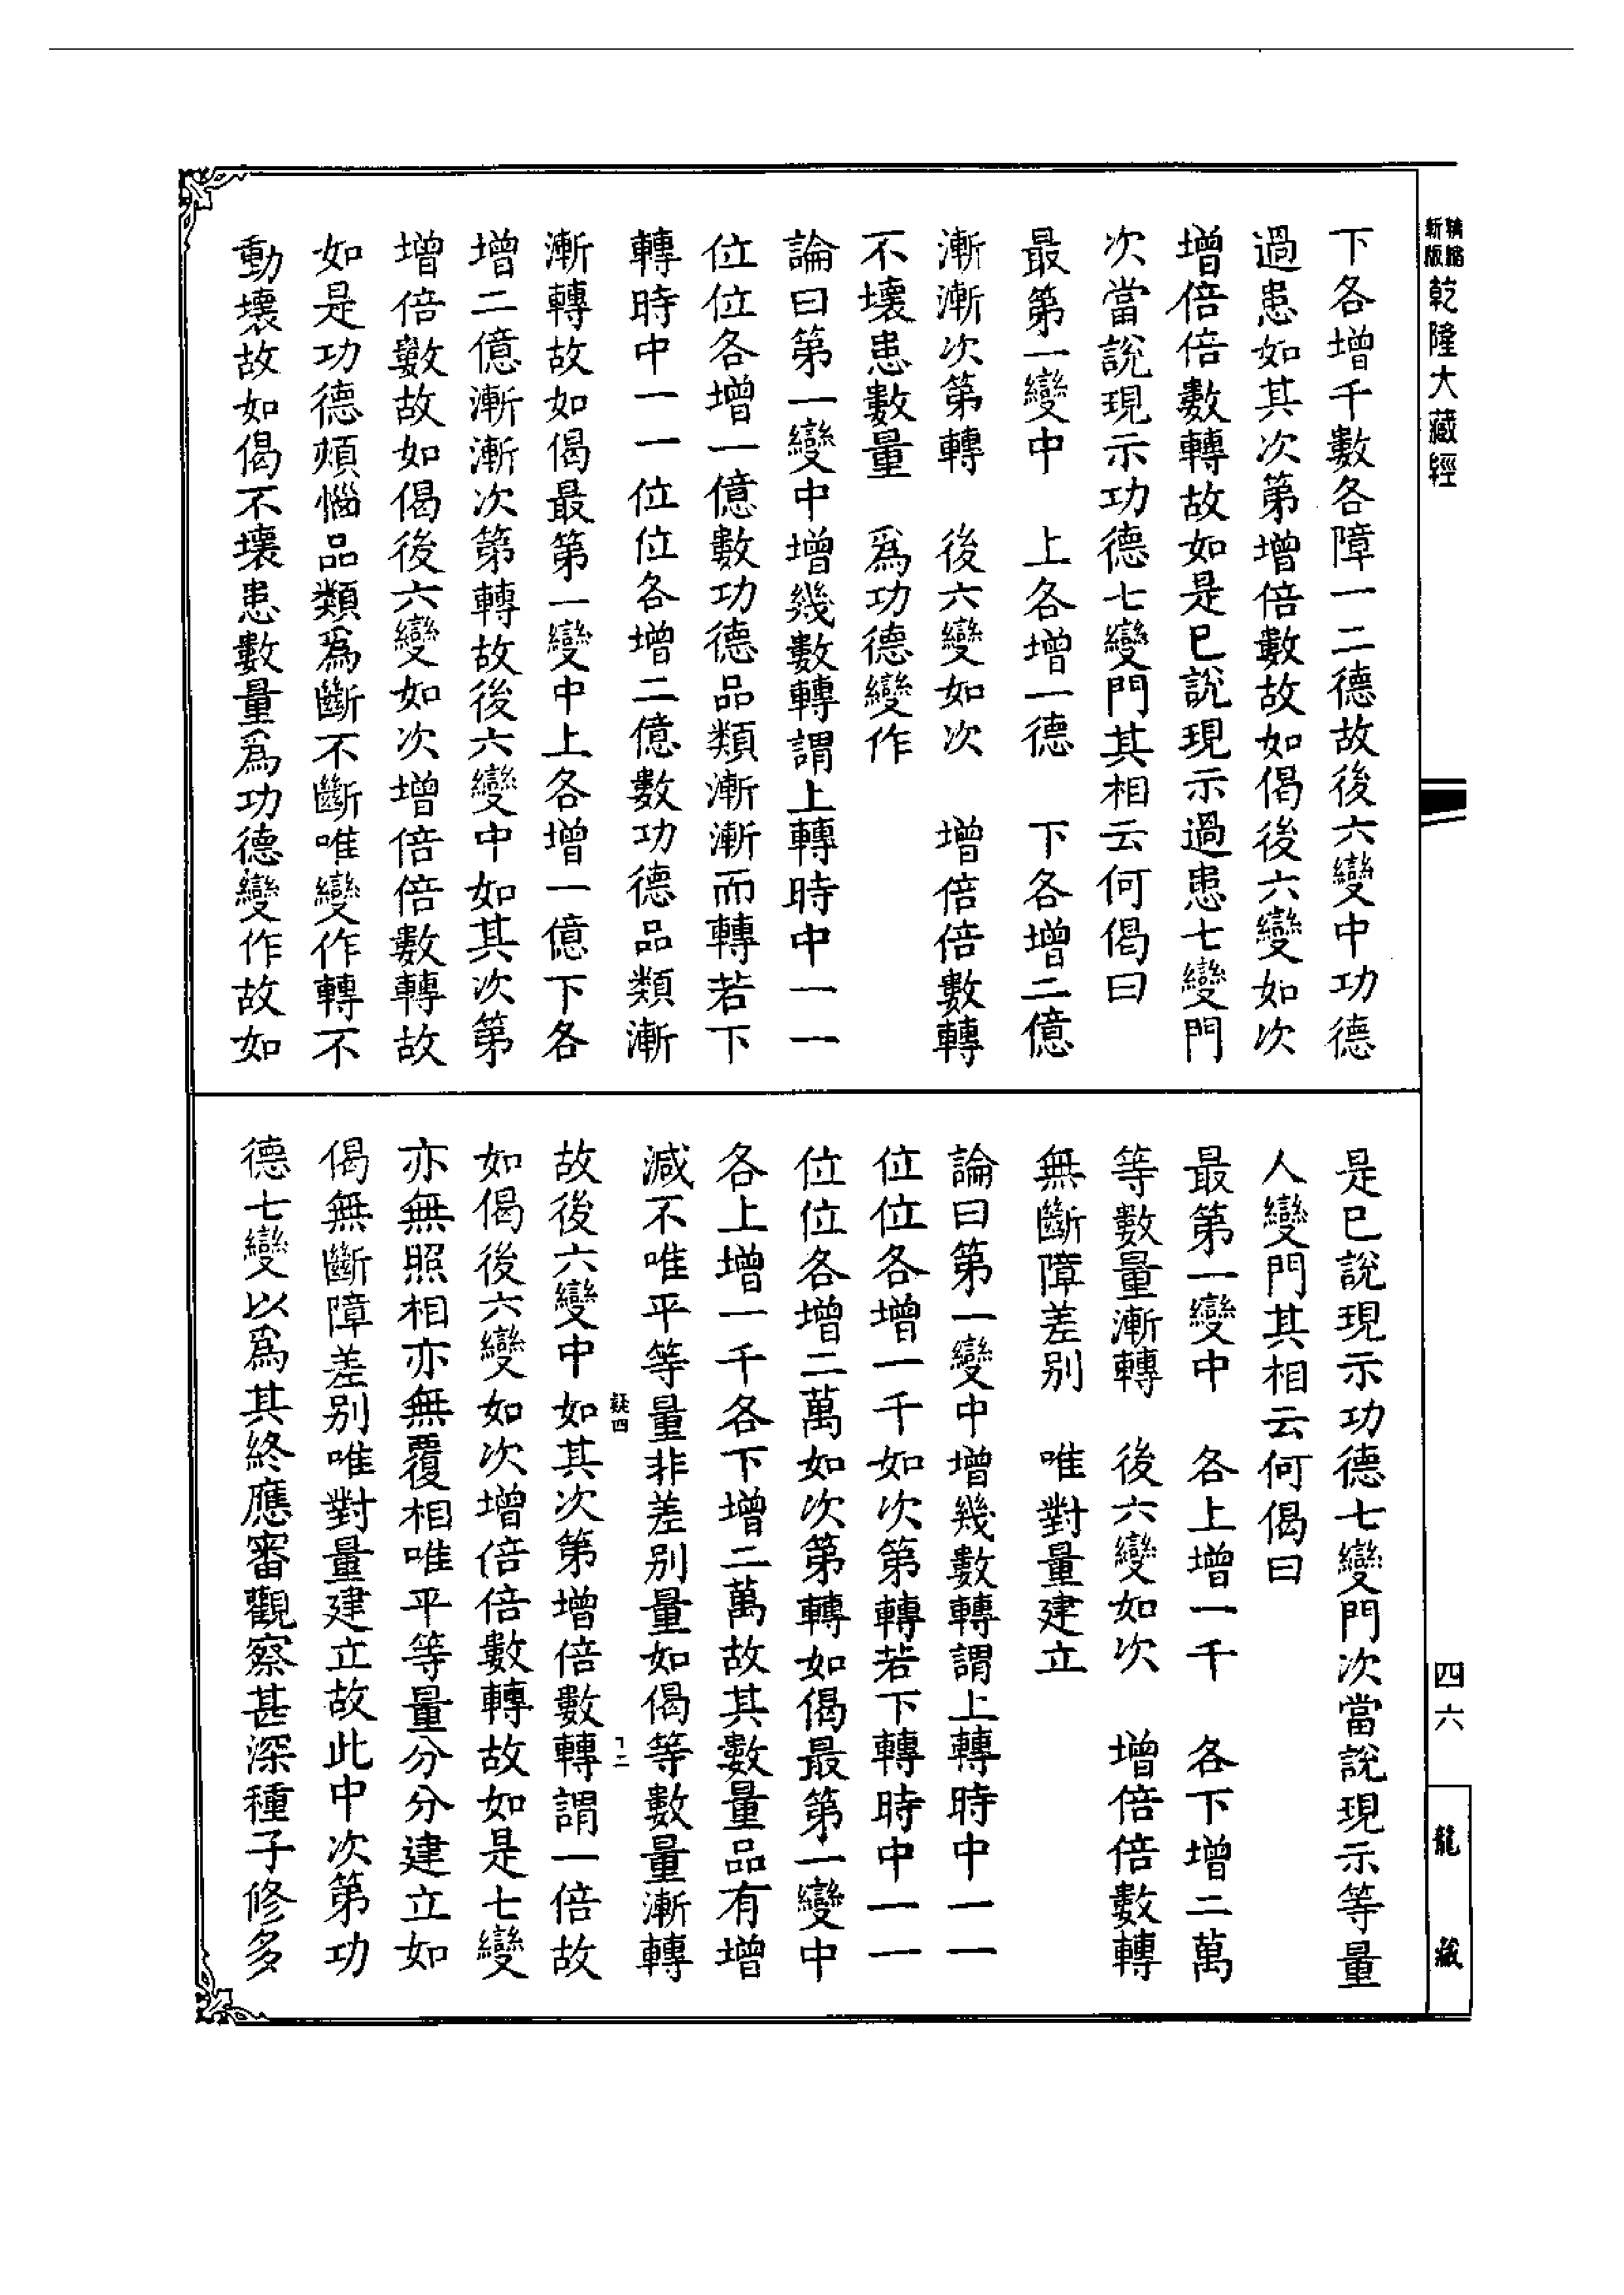 新版
精縮
乾隆大藏經
下各增千數各障一二德故後六變中功德
過患如其次第增倍數故如偈後六變如次
增倍倍數轉故如是已說現示過患七變門
次當說現示功德七變門其相云何偈曰
最第一變中　上各增一德　下各增二億
漸漸次第轉　後六變如次　增倍倍數轉
不壞患數量　爲功德變作
論曰第一變中增幾數轉謂上轉時中一一
位位各增一億數功德品類漸漸而轉若下
轉時中一一位位各增二億數功德品類漸
漸轉故如偈最第一變中上各增一億下各
增二億漸漸次第轉故後六變中如其次第
增倍數故如偈後六變如次增倍倍數轉故
如是功德煩惱品類爲斷不斷唯變作轉不
動壞故如偈不壞患數量爲功德變作故如
是已說現示功德七變門次當說現示等量
人變門其相云何偈曰
最第一變中　各上增一千　各下增二萬
等數量漸轉　後六變如次　增倍倍數轉
無斷障差別　唯對量建立
論曰第一變中增幾數轉謂上轉時中一一
位位各增一千如次第轉若下轉時中一一
位位各增二萬如次第轉如偈最第一變中
各上增一千各下增二萬故其數量品有增
減不唯平等量非差別量如偈等數量漸轉
疑四
故後六變中如其次第增倍數轉謂一倍故
如偈後六變如次增倍倍數轉故如是七變
亦無照相亦無覆相唯平等量分分建立如
偈無斷障差別唯對量建立故此中次第功
德七變以爲其終應審觀察甚深種子修多
四六
龍藏